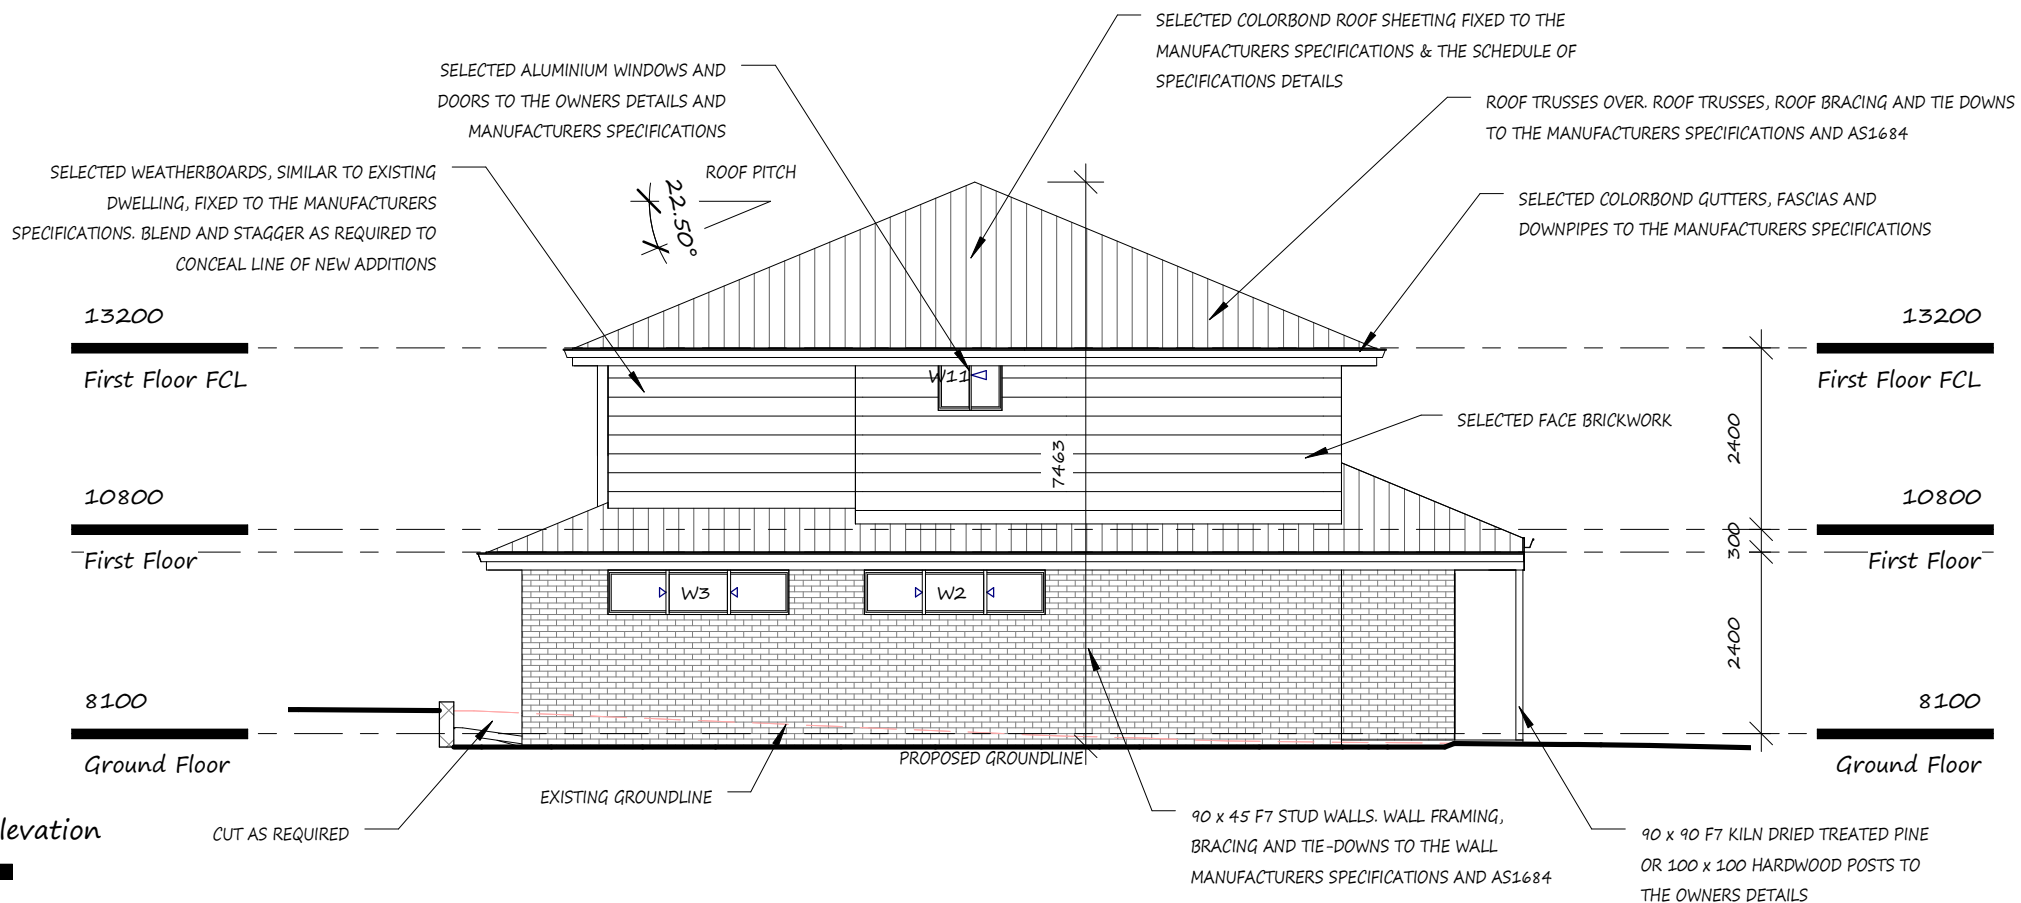 SELECTED COLORBOND ROOF SHEETING FIXED TO THE
MANUFACTURERS SPECIFICATIONS & THE SCHEDULE OF
SPECIFICATIONS DETAILS
SELECTED ALUMINIUM WINDOWS AND
DOORS TO THE OWNERS DETAILS AND
MANUFACTURERS SPECIFICATIONS
ROOF TRUSSES OVER. ROOF TRUSSES, ROOF BRACING AND TIE DOWNS
TO THE MANUFACTURERS SPECIFICATIONS AND AS1684
SELECTED WEATHERBOARDS, SIMILAR TO EXISTING
DWELLING, FIXED TO THE MANUFACTURERS
SPECIFICATIONS. BLEND AND STAGGER AS REQUIRED TO
CONCEAL LINE OF NEW ADDITIONS
ROOF PITCH
22.50°
SELECTED COLORBOND GUTTERS, FASCIAS AND
DOWNPIPES TO THE MANUFACTURERS SPECIFICATIONS
13200
First Floor FCL
13200
First Floor FCL
W11
SELECTED FACE BRICKWORK
7463
2400
10800
First Floor
10800
First Floor
300
W3
W2
2400
8100
Ground Floor
8100
Ground Floor
PROPOSED GROUNDLINE
EXISTING GROUNDLINE
CUT AS REQUIRED
levation
90 x 45 F7 STUD WALLS. WALL FRAMING,
BRACING AND TIE-DOWNS TO THE WALL
MANUFACTURERS SPECIFICATIONS AND AS1684
90 x 90 F7 KILN DRIED TREATED PINE
OR 100 x 100 HARDWOOD POSTS TO
THE OWNERS DETAILS